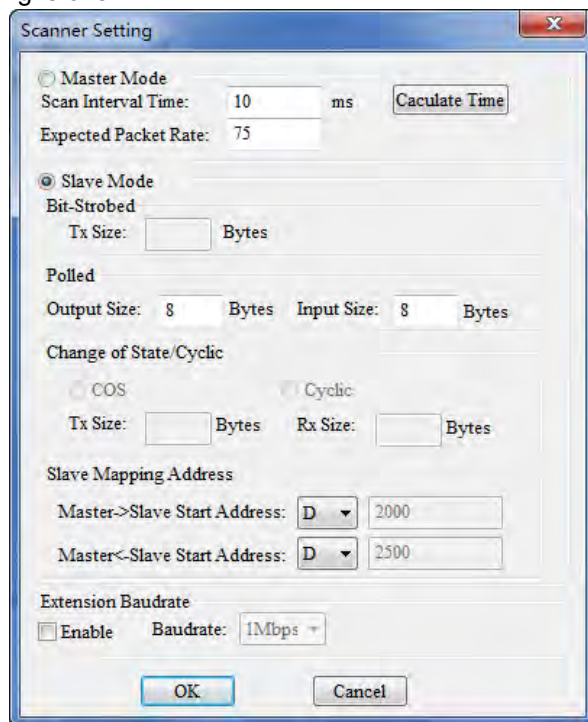 Scanner Setting
Master Mode
Scan Interval Time: 10 ms Caculate Time
Expected Packet Rate: 75
Slave Mode
Bit-Strobed
Tx Size: Bytes
Polled
Output Size: 8 Bytes Input Size: 8 Bytes
Change of State/Cyclic
COS Cyclic
Tx Size: Bytes Rx Size: Bytes
Slave Mapping Address
Master->Slave Start Address: D 2000
Master<-Slave Start Address: D 2500
Extension Baudrate
Enable Baudrate: 1Mbps
OK Cancel